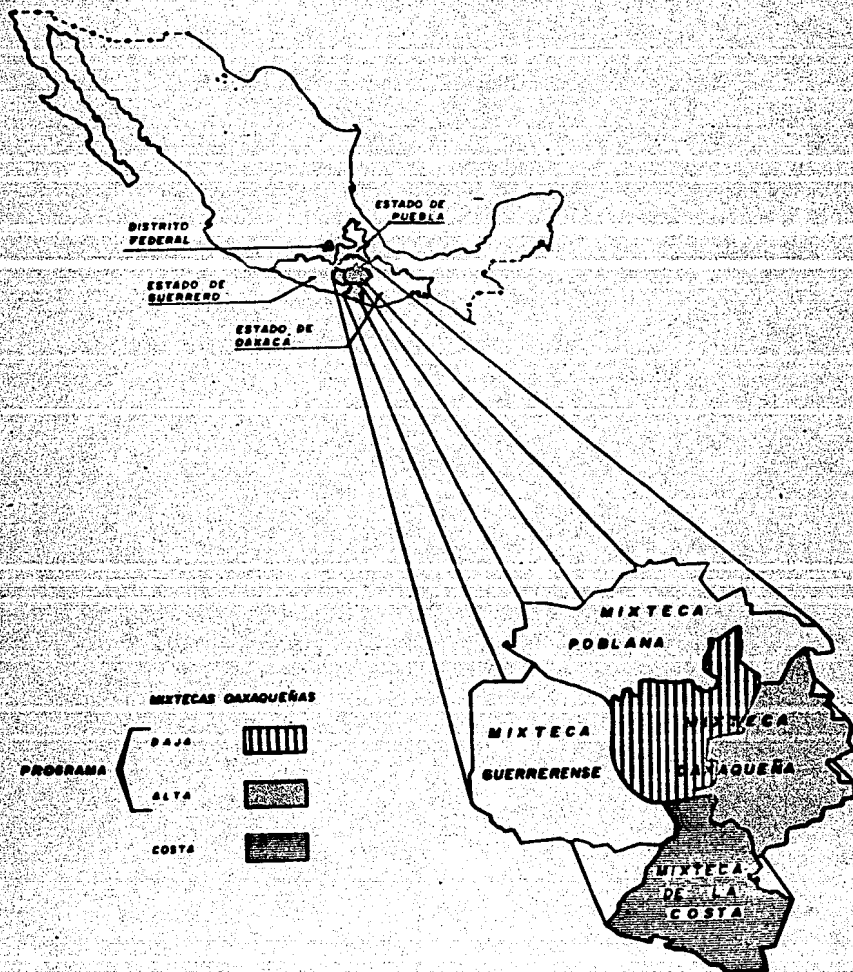 ESTADO DE
PUEBLA
DISTRITO
FEDERAL
ESTADO DE
GUERRERO
ESTADO DE
OAXACA
MIXTECA
POBLANA
MIXTECAS OAXAQUEÑAS
BAJA
PROGRAMA
ALTA
COSTA
MIXTECA
GUERRERENSE
MIXTECA
OAXAQUEÑA
MIXTECA
DE LA
COSTA